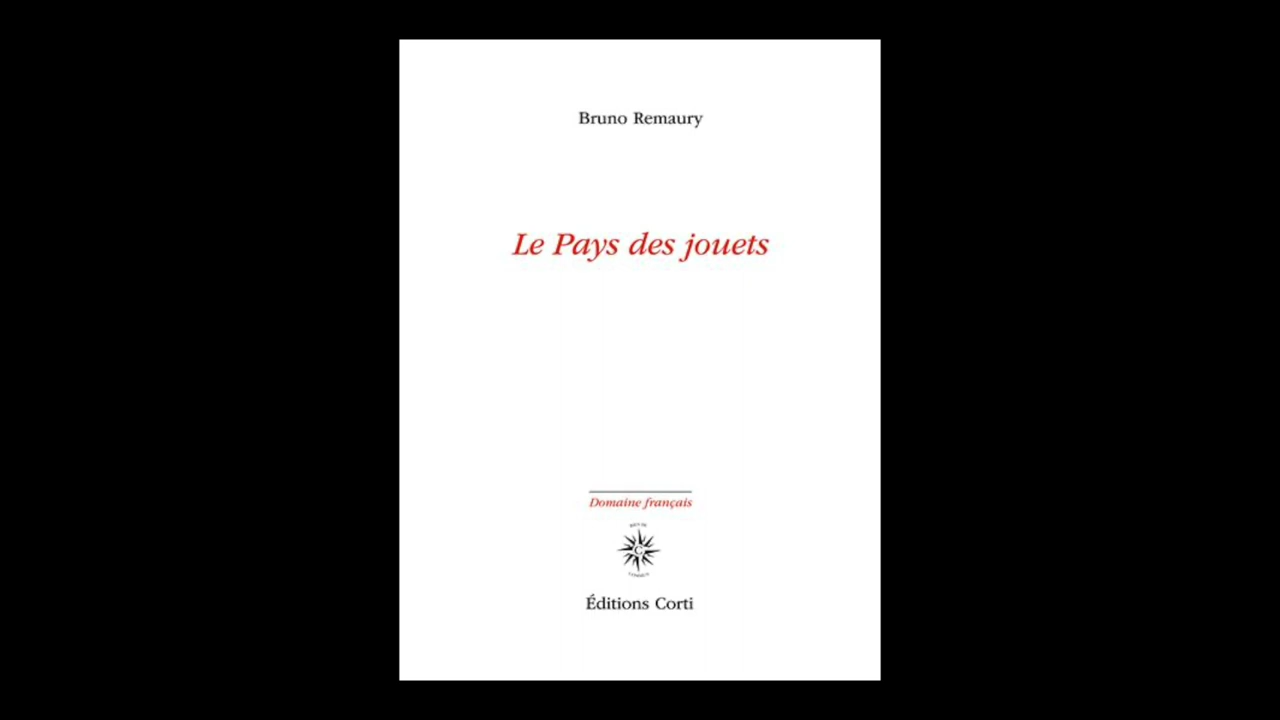 Bruno Remaury
Le Pays des jouets
Domaine français
C
Éditions Corti